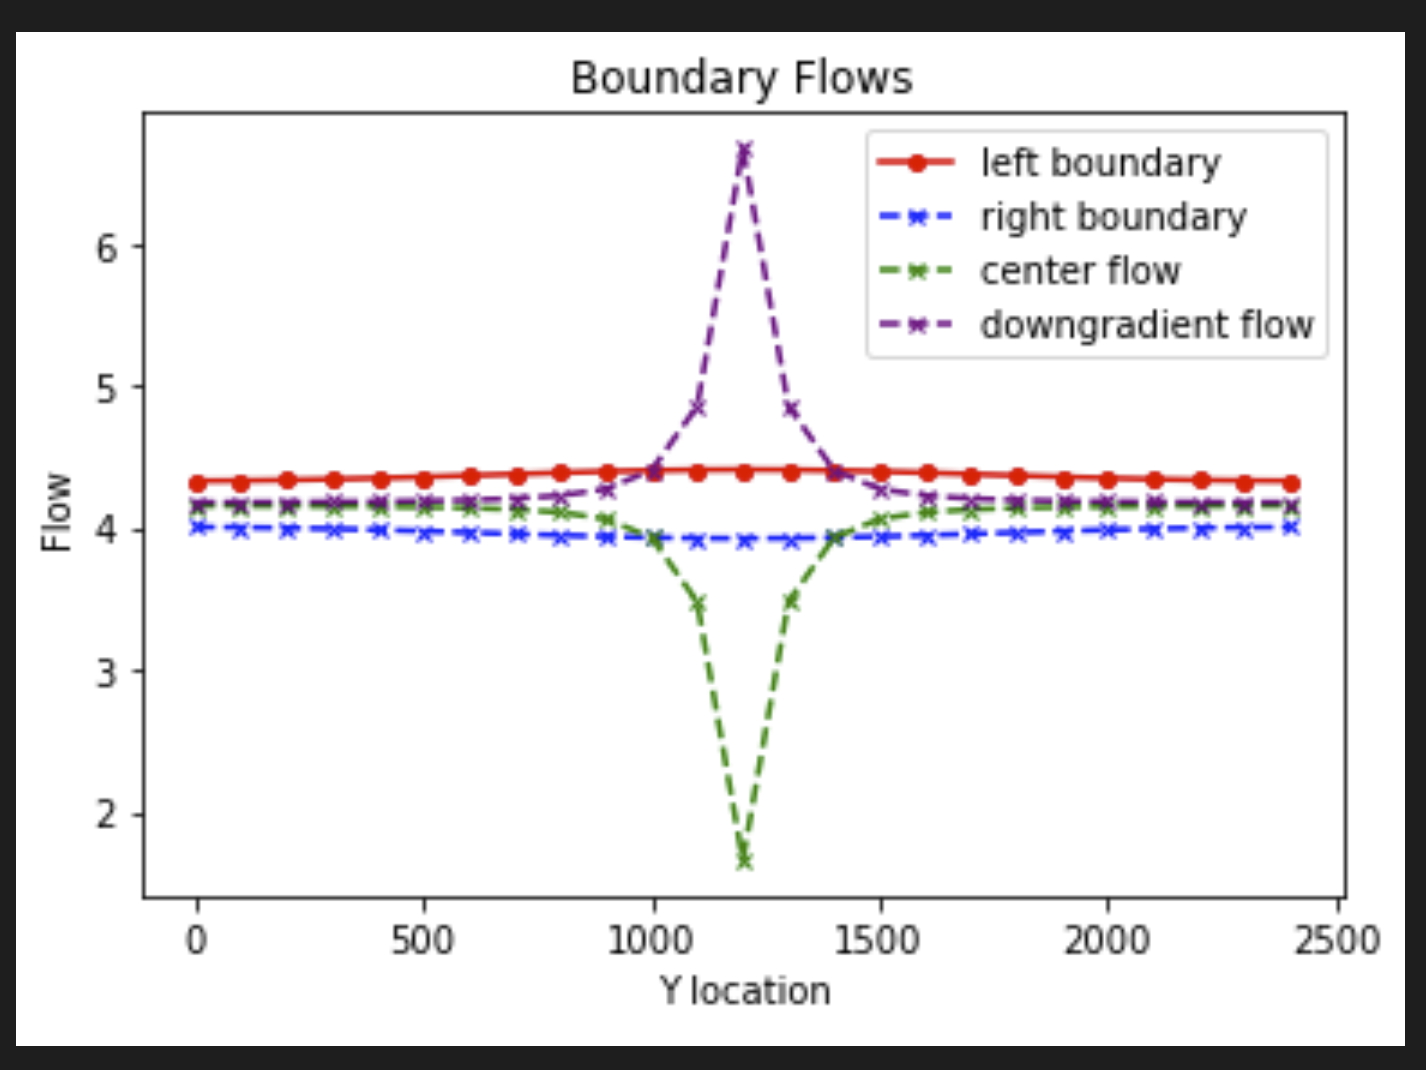 Boundary Flows
left boundary
right boundary
center flow
downgradient flow
6
5
4
3
2
Flow
0 500 1000 1500 2000 2500
Y location